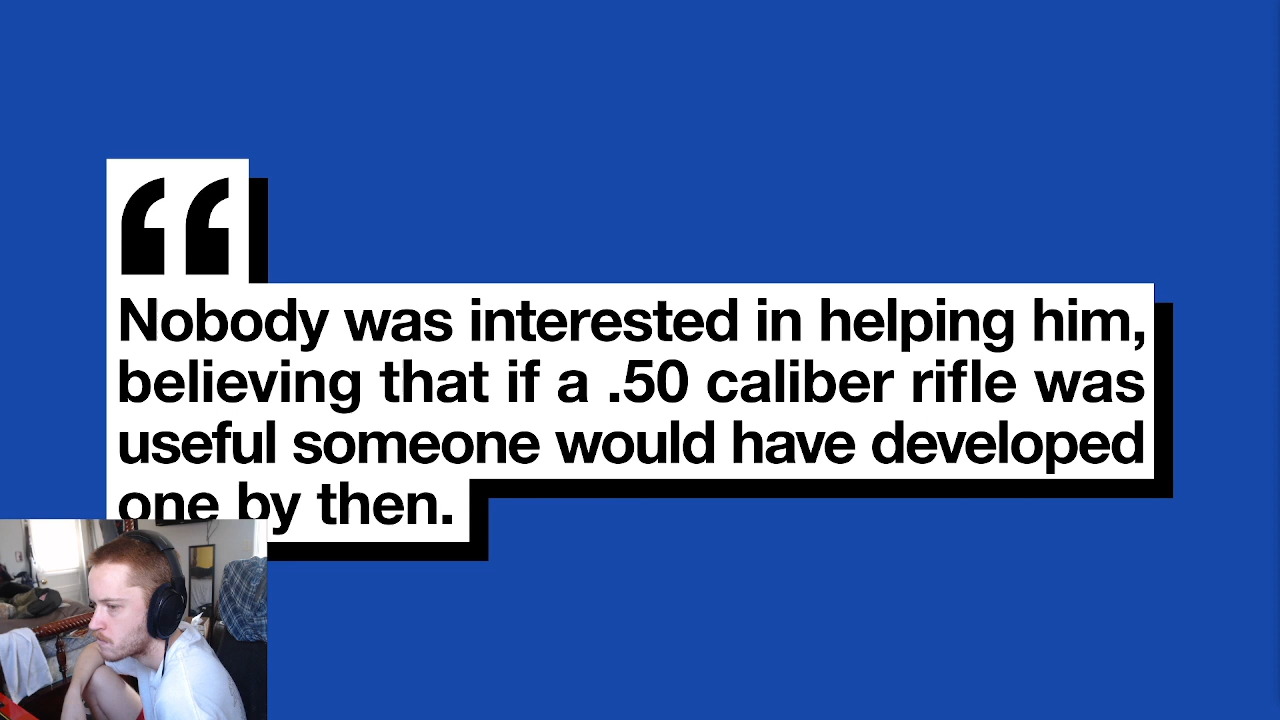 “
Nobody was interested in helping him,
believing that if a .50 caliber rifle was
useful someone would have developed
one by then.